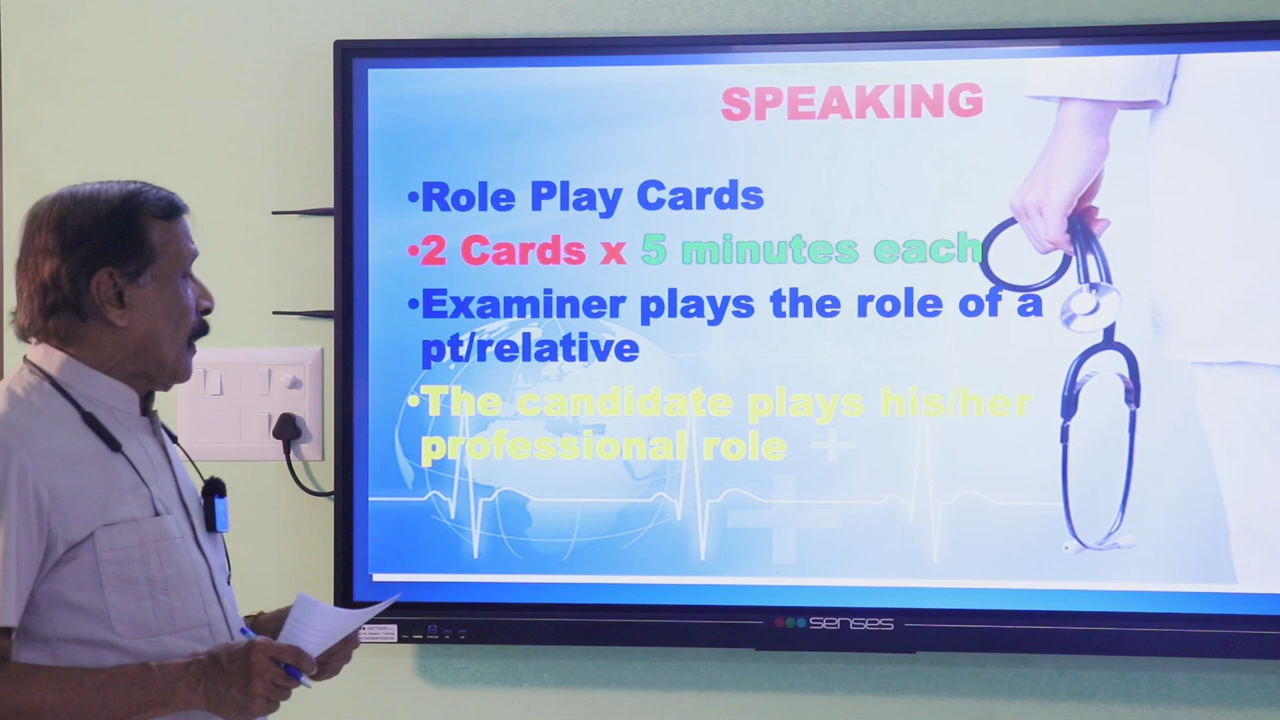 SPEAKING
•Role Play Cards
•2 Cards x 5 minutes each
•Examiner plays the role of a
pt/relative
•The candidate plays his/her
professional role
senses